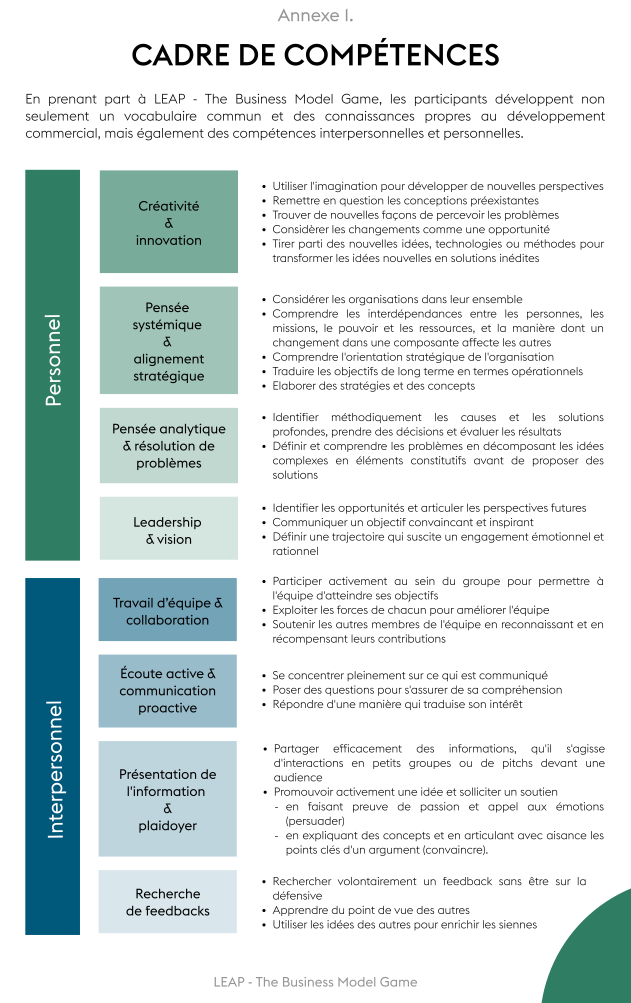 Annexe I.
CADRE DE COMPÉTENCES
En prenant part à LEAP - The Business Model Game, les participants développent non
seulement un vocabulaire commun et des connaissances propres au développement
commercial, mais également des compétences interpersonnelles et personnelles.
Personnel
Créativité
&
innovation
• Utiliser l'imagination pour développer de nouvelles perspectives
• Remettre en question les conceptions préexistantes
• Trouver de nouvelles façons de percevoir les problèmes
• Considèrer les changements comme une opportunité
• Tirer parti des nouvelles idées, technologies ou méthodes pour
transformer les idées nouvelles en solutions inédites
Pensée
systémique
&
alignement
stratégique
• Considérer les organisations dans leur ensemble
• Comprendre les interdépendances entre les personnes, les
missions, le pouvoir et les ressources, et la manière dont un
changement dans une composante affecte les autres
• Comprendre l'orientation stratégique de l'organisation
• Traduire les objectifs de long terme en termes opérationnels
• Elaborer des stratégies et des concepts
Pensée analytique
& résolution de
problèmes
• Identifier méthodiquement les causes et les solutions
profondes, prendre des décisions et évaluer les résultats
• Définir et comprendre les problèmes en décomposant les idées
complexes en éléments constitutifs avant de proposer des
solutions
Leadership
& vision
• Identifier les opportunités et articuler les perspectives futures
• Communiquer un objectif convaincant et inspirant
• Définir une trajectoire qui suscite un engagement émotionnel et
rationnel
Interpersonnel
Travail d'équipe &
collaboration
• Participer activement au sein du groupe pour permettre à
l'équipe d'atteindre ses objectifs
• Exploiter les forces de chacun pour améliorer l'équipe
• Soutenir les autres membres de l'équipe en reconnaissant et en
récompensant leurs contributions
Écoute active &
communication
proactive
• Se concentrer pleinement sur ce qui est communiqué
• Poser des questions pour s'assurer de sa compréhension
• Répondre d'une manière qui traduise son intérêt
Présentation de
l'information
&
plaidoyer
• Partager efficacement des informations, qu'il s'agisse
d'interactions en petits groupes ou de pitchs devant une
audience
• Promouvoir activement une idée et solliciter un soutien
- en faisant preuve de passion et appel aux émotions
(persuader)
- en expliquant des concepts et en articulant avec aisance les
points clés d'un argument (convaincre).
Recherche
de feedbacks
• Rechercher volontairement un feedback sans être sur la
défensive
• Apprendre du point de vue des autres
• Utiliser les idées des autres pour enrichir les siennes
LEAP - The Business Model Game